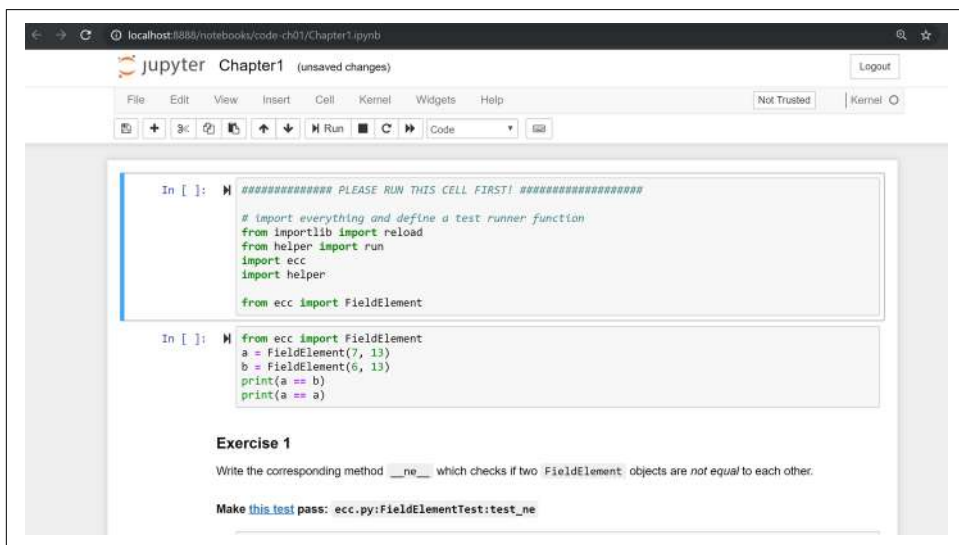 localhost:8888/notebooks/code-ch01/Chapter1.ipynb
jupyter Chapter1 (unsaved changes) Logout
File Edit View Insert Cell Kernel Widgets Help Not Trusted Kernel
Run Code
In [ ]: ############## PLEASE RUN THIS CELL FIRST! ###################
# import everything and define a test runner function
from importlib import reload
from helper import run
import ecc
import helper
from ecc import FieldElement
In [ ]: from ecc import FieldElement
a = FieldElement(7, 13)
b = FieldElement(6, 13)
print(a == b)
print(a == a)
Exercise 1
Write the corresponding method __ne__ which checks if two FieldElement objects are not equal to each other.
Make this test pass: ecc.py:FieldElementTest:test_ne